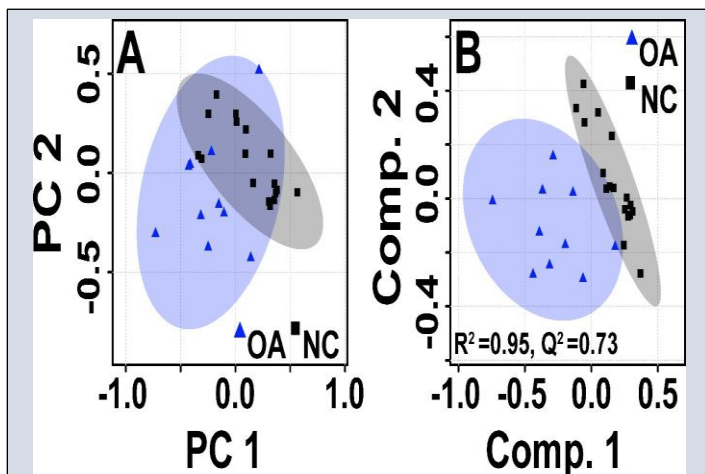 A
PC 2
0.5
0.0
-0.5
OA NC
-1.0 0.0 1.0
PC 1
B
OA
NC
Comp. 2
0.4
0.0
-0.4
R²=0.95, Q²=0.73
-1.0 -0.5 0.0 0.5
Comp. 1